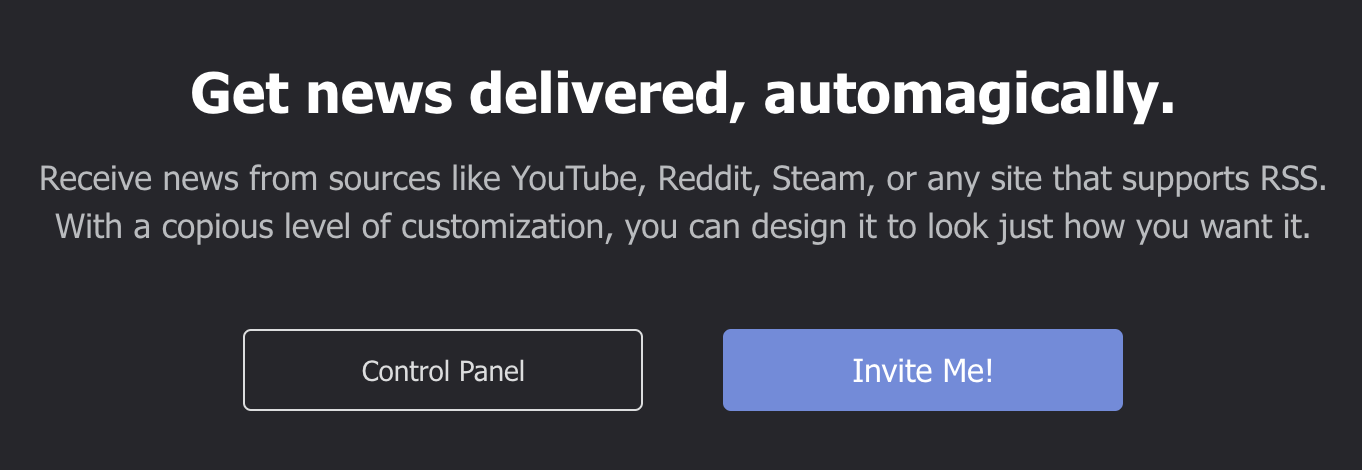 Get news delivered, automagically.
Receive news from sources like YouTube, Reddit, Steam, or any site that supports RSS.
With a copious level of customization, you can design it to look just how you want it.
Control Panel
Invite Me!